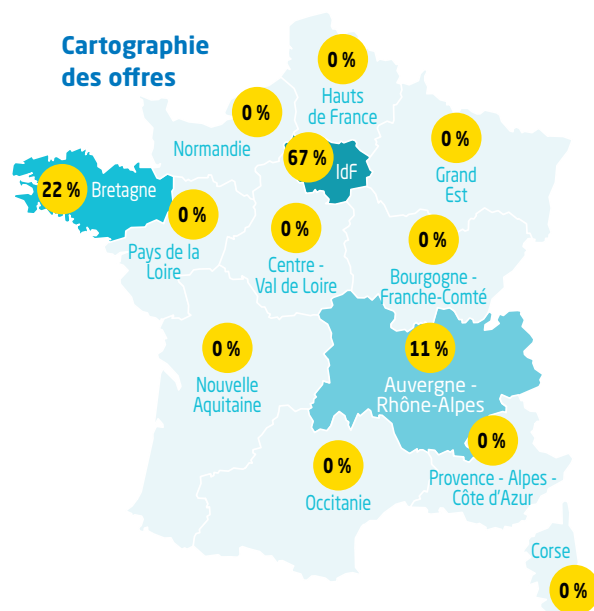 Cartographie
des offres
0 %
Hauts
de France
0 %
Normandie
67 %
IdF
0 %
Grand
Est
22 %
Bretagne
0 %
Pays de la
Loire
0 %
Centre -
Val de Loire
0 %
Bourgogne -
Franche-Comté
0 %
Nouvelle
Aquitaine
11 %
Auvergne -
Rhône-Alpes
0 %
Occitanie
0 %
Provence - Alpes -
Côte d'Azur
Corse
0 %